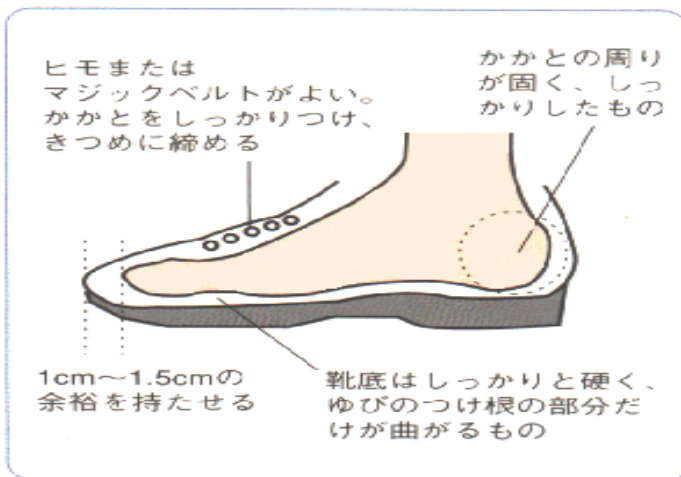 ヒモまたは
マジックベルトがよい。
かかとをしっかりつけ、
きつめに締める
かかとの周り
が固く、しっ
かりしたもの
1cm〜1.5cmの
余裕を持たせる
靴底はしっかりと硬く、
ゆびのつけ根の部分だ
けが曲がるもの